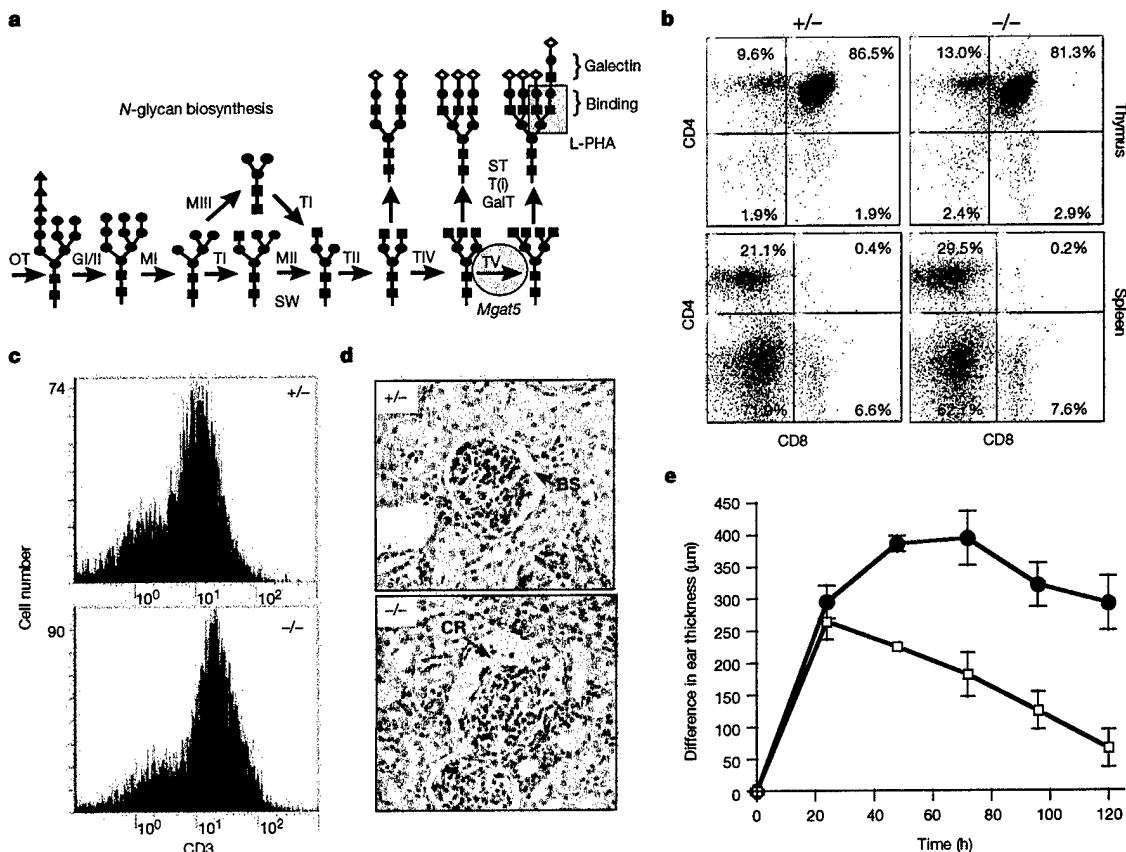 a
N-glycan biosynthesis
Galectin
Binding
L-PHA
ST
T(i)
GalT
MIII
TI
OT
GI/II
MI
TI
MII
TII
TIV
TV
SW
Mgat5
b
+/–
–/–
9.6%
86.5%
13.0%
81.3%
CD4
Thymus
1.9%
1.9%
2.4%
2.9%
21.1%
0.4%
29.5%
0.2%
CD4
Spleen
6.6%
7.6%
CD8
CD8
c
74
+/–
10⁰
10¹
10²
Cell number
90
–/–
10⁰
10¹
10²
CD3
d
+/–
BS
–/–
CR
e
450
400
350
300
250
200
150
100
50
0
Difference in ear thickness (μm)
0
20
40
60
80
100
120
Time (h)